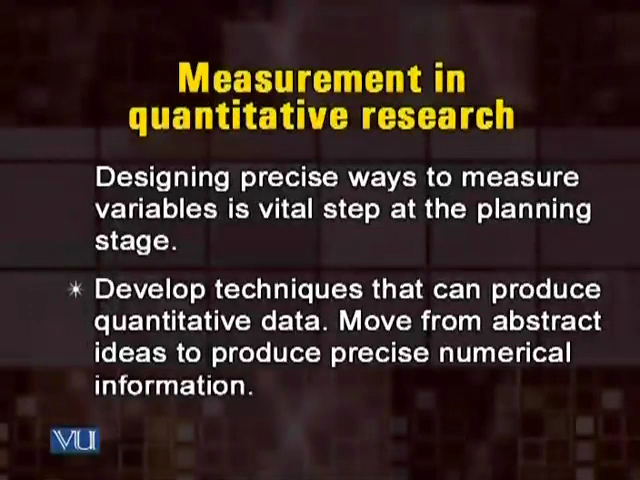 Measurement in
quantitative research
Designing precise ways to measure
variables is vital step at the planning
stage.
✴ Develop techniques that can produce
quantitative data. Move from abstract
ideas to produce precise numerical
information.
VU